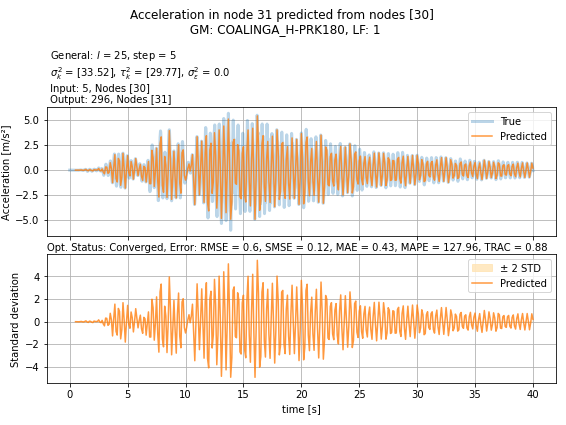 Acceleration in node 31 predicted from nodes [30]
GM: COALINGA_H-PRK180, LF: 1
General: l = 25, step = 5
σ²ₖ = [33.52], τ²ₖ = [29.77], σ²_ε = 0.0
Input: 5, Nodes [30]
Output: 296, Nodes [31]
Acceleration [m/s²]
5.0
2.5
0.0
−2.5
−5.0
True
Predicted
Opt. Status: Converged, Error: RMSE = 0.6, SMSE = 0.12, MAE = 0.43, MAPE = 127.96, TRAC = 0.88
Standard deviation
4
2
0
−2
−4
± 2 STD
Predicted
0 5 10 15 20 25 30 35 40
time [s]